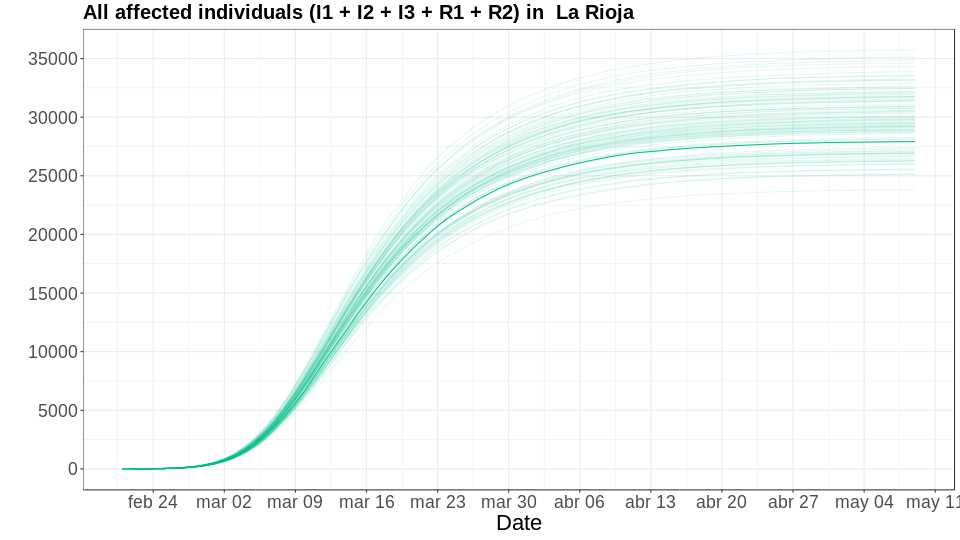 All affected individuals (I1 + I2 + I3 + R1 + R2) in  La Rioja
35000
30000
25000
20000
15000
10000
5000
0
feb 24 mar 02 mar 09 mar 16 mar 23 mar 30 abr 06 abr 13 abr 20 abr 27 may 04 may 11
Date